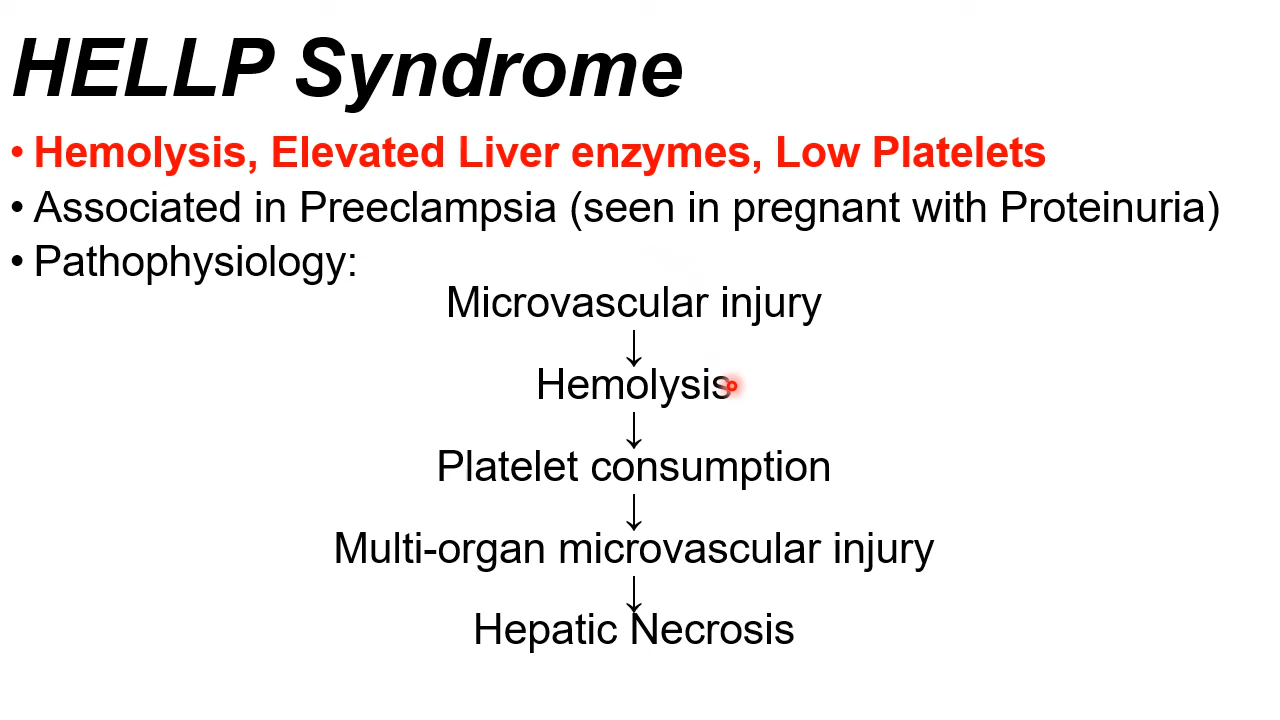 HELLP Syndrome
• Hemolysis, Elevated Liver enzymes, Low Platelets
• Associated in Preeclampsia (seen in pregnant with Proteinuria)
• Pathophysiology:
Microvascular injury
↓
Hemolysis
↓
Platelet consumption
↓
Multi-organ microvascular injury
↓
Hepatic Necrosis